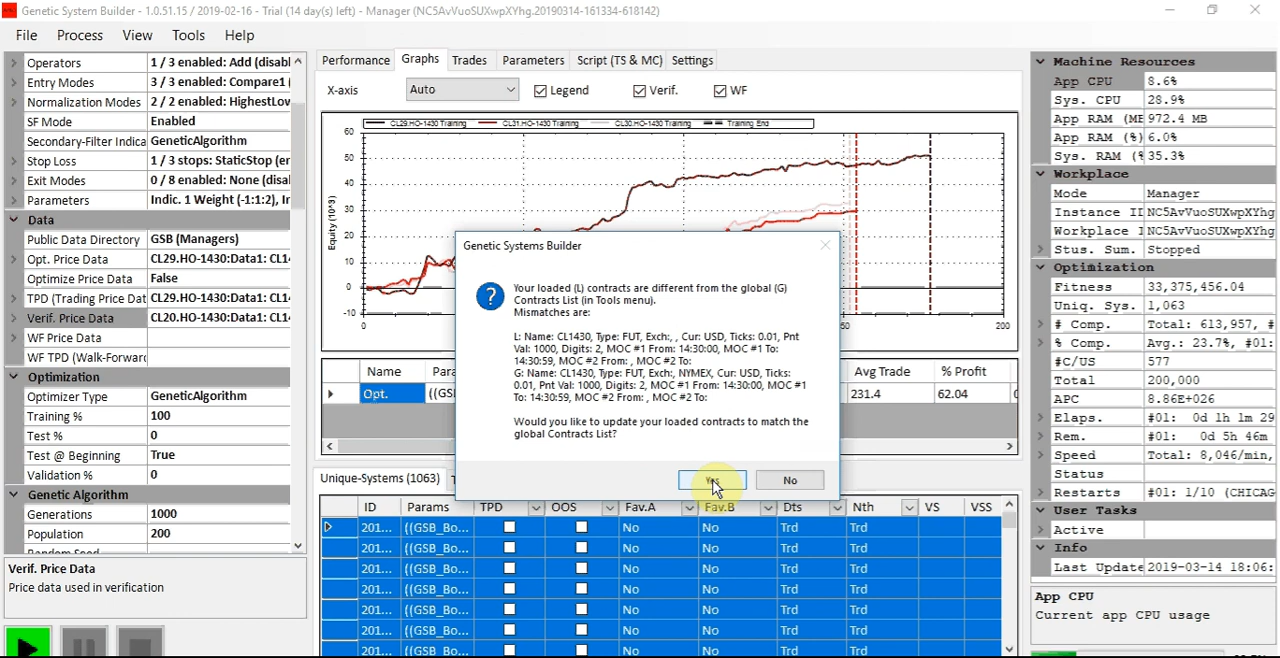 Genetic System Builder - 1.0.51.15 / 2019-02-16 - Trial (14 day(s) left) - Manager (NC5AvVuoSUXwpXYhg.20190314-161334-618142)
File Process View Tools Help
Operators 1 / 3 enabled: Add (disabl
Entry Modes 3 / 3 enabled: Compare1 (
Normalization Modes 2 / 2 enabled: HighestLov
SF Mode Enabled
Secondary-Filter Indica GeneticAlgorithm
Stop Loss 1 / 3 stops: StaticStop (er
Exit Modes 0 / 8 enabled: None (disal
Parameters Indic. 1 Weight (-1:1:2), Ir
Data
Public Data Directory GSB (Managers)
Opt. Price Data CL29.HO-1430:Data1: CL1
Optimize Price Data False
TPD (Trading Price Dat CL29.HO-1430:Data1: CL1
Verif. Price Data CL20.HO-1430:Data1: CL1
WF Price Data
WF TPD (Walk-Forwar
Optimization
Optimizer Type GeneticAlgorithm
Training % 100
Test % 0
Test @ Beginning True
Validation % 0
Genetic Algorithm
Generations 1000
Population 200
Random Seed
Verif. Price Data
Price data used in verification
Performance Graphs Trades Parameters Script (TS & MC) Settings
X-axis Auto Legend Verif. WF
CL29.HO-1430 Training CL31.HO-1430 Training CL30.HO-1430 Training Training End
Equity (10^3)
60
50
40
30
20
10
0
-10
0 50 200
Genetic Systems Builder
Your loaded (L) contracts are different from the global (G)
Contracts List (in Tools menu).
Mismatches are:
L: Name: CL1430, Type: FUT, Exch:, , Cur: USD, Ticks: 0.01, Pnt
Val: 1000, Digits: 2, MOC #1 From: 14:30:00, MOC #1 To:
14:30:59, MOC #2 From: , MOC #2 To:
G: Name: CL1430, Type: FUT, Exch:, NYMEX, Cur: USD, Ticks:
0.01, Pnt Val: 1000, Digits: 2, MOC #1 From: 14:30:00, MOC #1
To: 14:30:59, MOC #2 From: , MOC #2 To:
Would you like to update your loaded contracts to match the
global Contracts List?
Yes No
Name Para Avg Trade % Profit
Opt. ((GS 231.4 62.04
Unique-Systems (1063)
ID Params TPD OOS Fav.A Fav.B Dts Nth VS VSS
201... ((GSB_Bo... No No Trd Trd
201... ((GSB_Bo... No No Trd Trd
201... ((GSB_Bo... No No Trd Trd
201... ((GSB_Bo... No No Trd Trd
201... ((GSB_Bo... No No Trd Trd
201... ((GSB_Bo... No No Trd Trd
201... ((GSB_Bo... No No Trd Trd
Machine Resources
App CPU 8.6%
Sys. CPU 28.9%
App RAM (ME 972.4 MB
App RAM (%) 6.0%
Sys. RAM (% 35.3%
Workplace
Mode Manager
Instance II NC5AvVuoSUXwpXYhg
Workplace I NC5AvVuoSUXwpXYhg
Stus. Sum. Stopped
Optimization
Fitness 33,375,456.04
Uniq. Sys. 1,063
# Comp. Total: 613,957, #
% Comp. Avg.: 23.7%, #01:
#C/US 577
Total 200,000
APC 8.86E+026
Elaps. #01: 0d 1h 1m 29
Rem. #01: 0d 5h 46m
Speed Total: 8,046/min,
Status
Restarts #01: 1/10 (CHICAG
User Tasks
Active
Info
Last Update 2019-03-14 18:06:
App CPU
Current app CPU usage